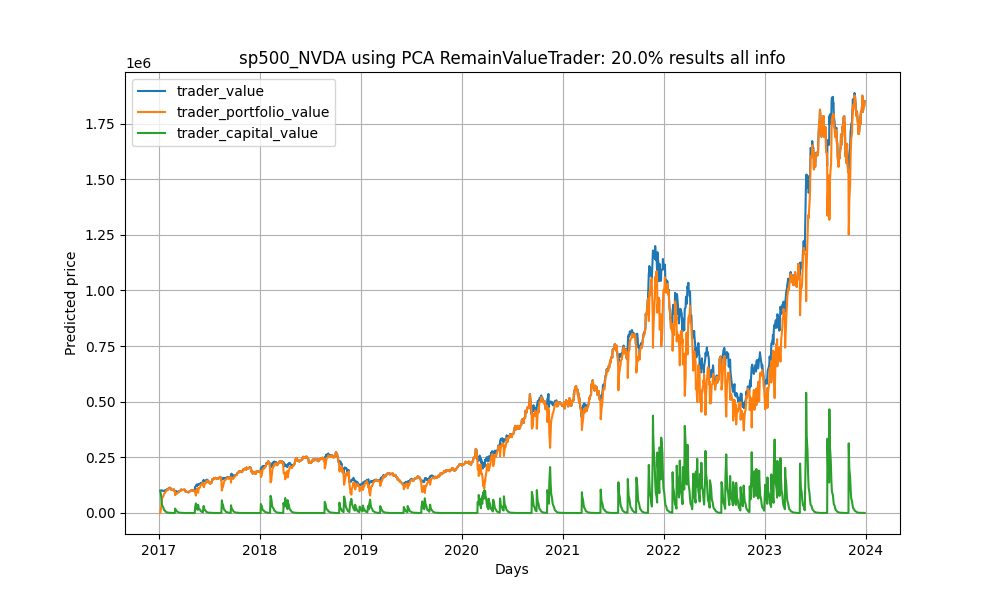 sp500_NVDA using PCA RemainValueTrader: 20.0% results all info
1e6
trader_value
trader_portfolio_value
trader_capital_value
1.75
1.50
1.25
1.00
0.75
0.50
0.25
0.00
Predicted price
2017 2018 2019 2020 2021 2022 2023 2024
Days